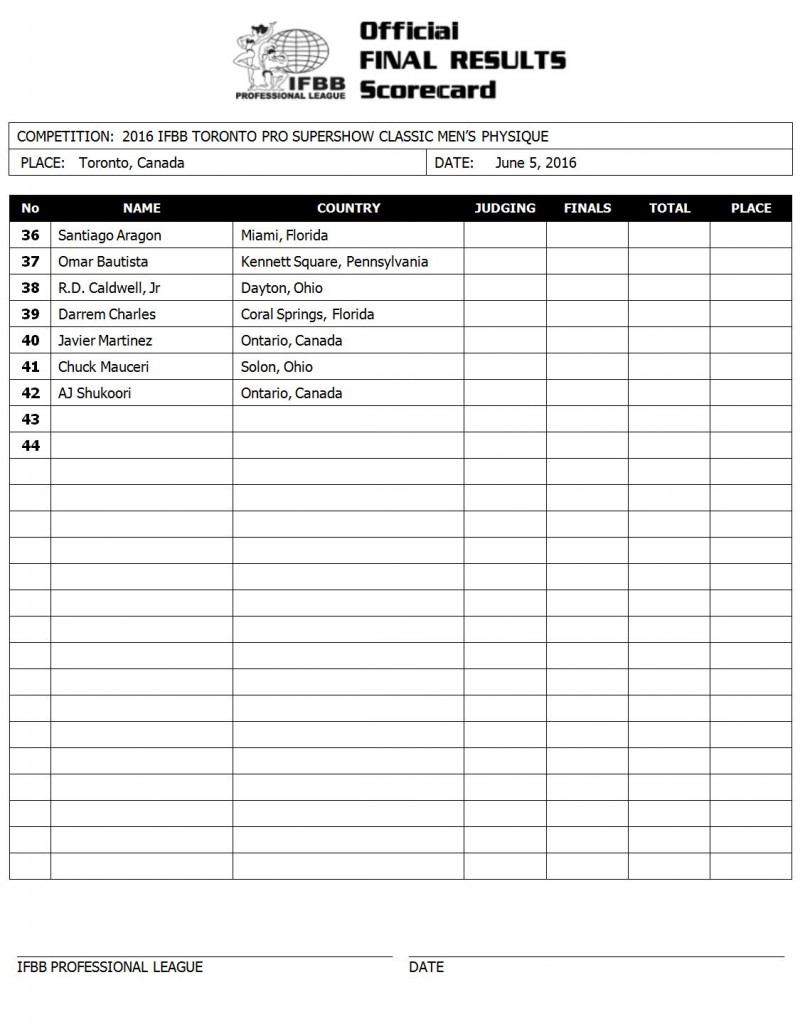 Official
FINAL RESULTS
Scorecard
IFBB
PROFESSIONAL LEAGUE
COMPETITION: 2016 IFBB TORONTO PRO SUPERSHOW CLASSIC MEN'S PHYSIQUE
PLACE: Toronto, Canada DATE: June 5, 2016
No NAME COUNTRY JUDGING FINALS TOTAL PLACE
36 Santiago Aragon Miami, Florida
37 Omar Bautista Kennett Square, Pennsylvania
38 R.D. Caldwell, Jr Dayton, Ohio
39 Darrem Charles Coral Springs, Florida
40 Javier Martinez Ontario, Canada
41 Chuck Mauceri Solon, Ohio
42 AJ Shukoori Ontario, Canada
43
44
IFBB PROFESSIONAL LEAGUE DATE